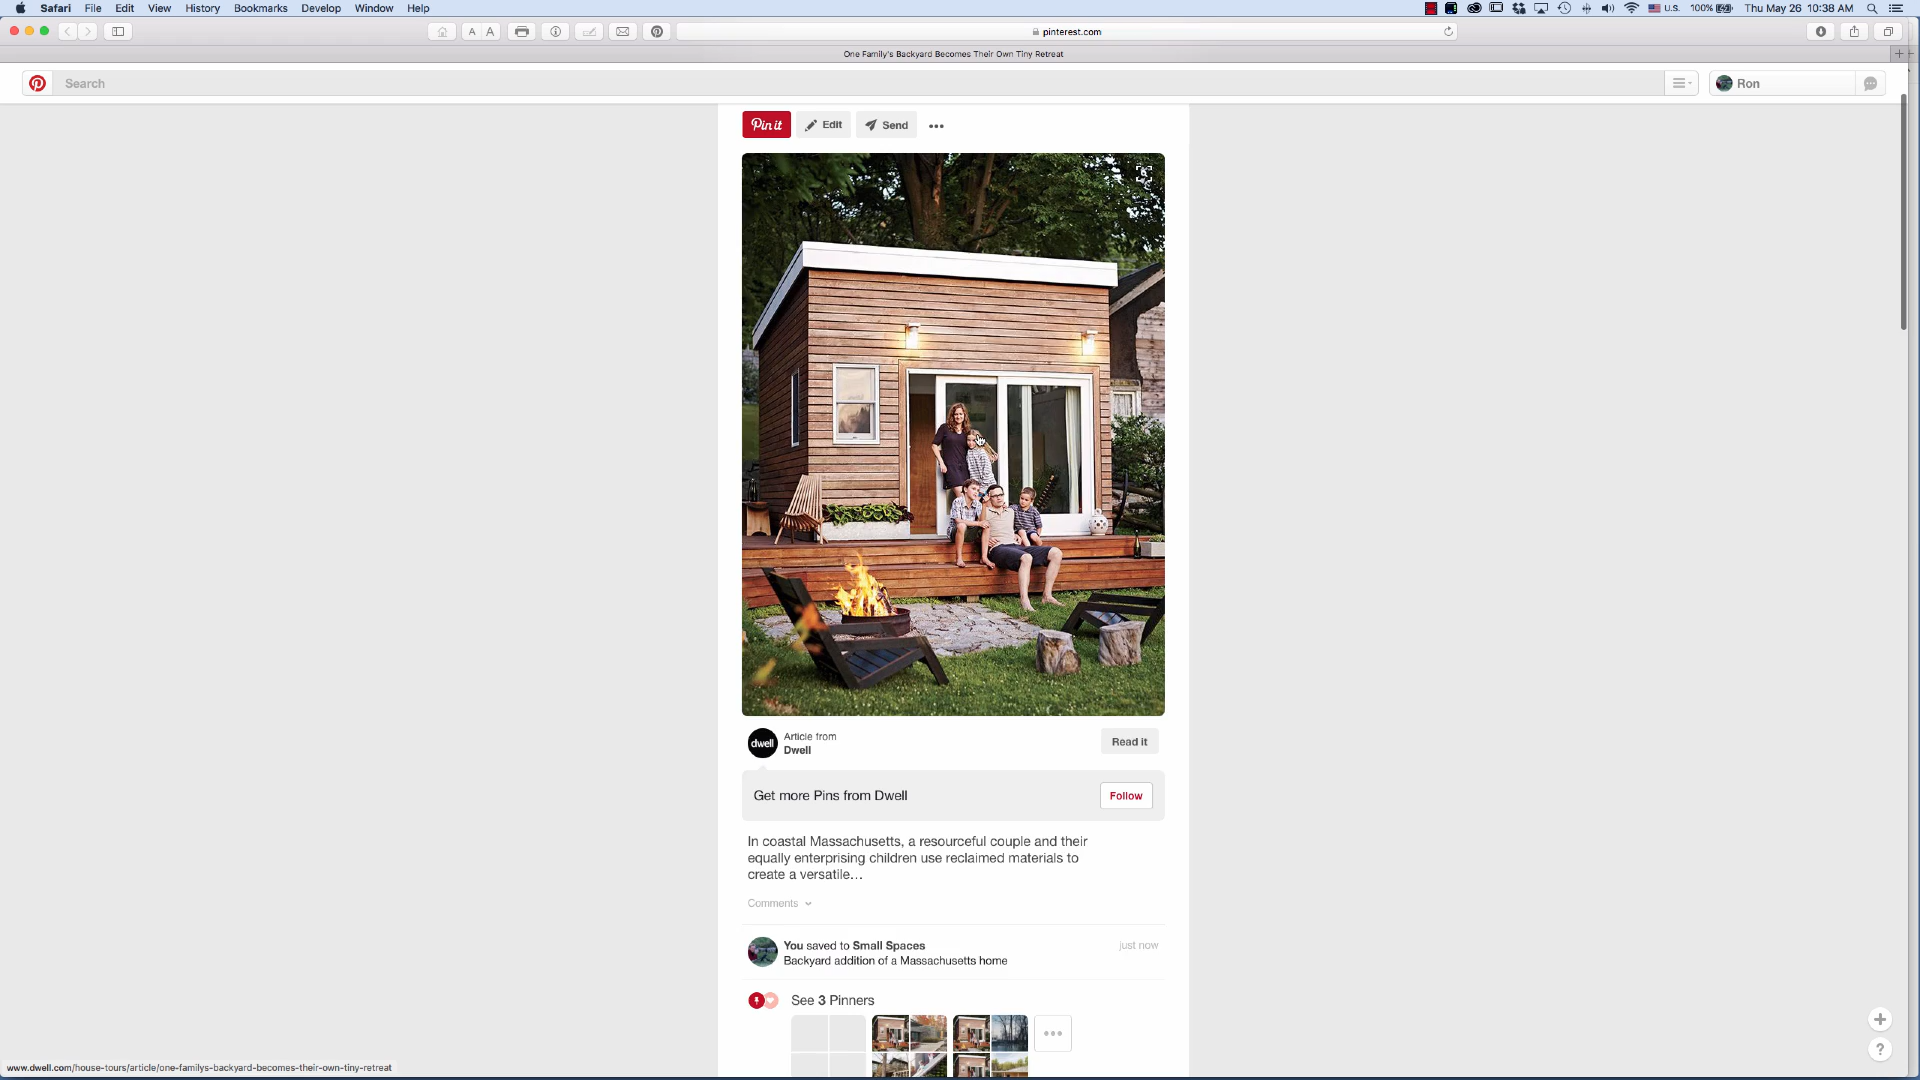 Safari File Edit View History Bookmarks Develop Window Help
U.S. 100% Thu May 26 10:38 AM
A A
pinterest.com
One Family's Backyard Becomes Their Own Tiny Retreat
Search
Ron
Pin it Edit Send
Article from
Dwell
dwell
Read it
Get more Pins from Dwell
Follow
In coastal Massachusetts, a resourceful couple and their
equally enterprising children use reclaimed materials to
create a versatile…
Comments
You saved to Small Spaces
just now
Backyard addition of a Massachusetts home
See 3 Pinners
www.dwell.com/house-tours/article/one-familys-backyard-becomes-their-own-tiny-retreat